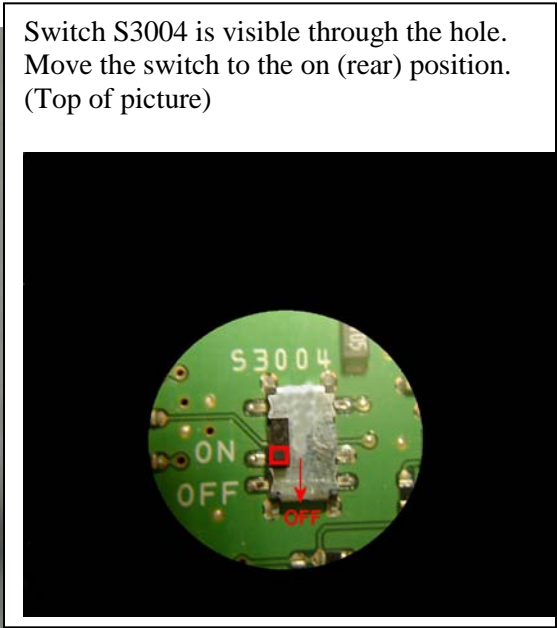 Switch S3004 is visible through the hole.
Move the switch to the on (rear) position.
(Top of picture)
S3004
ON
OFF
OFF